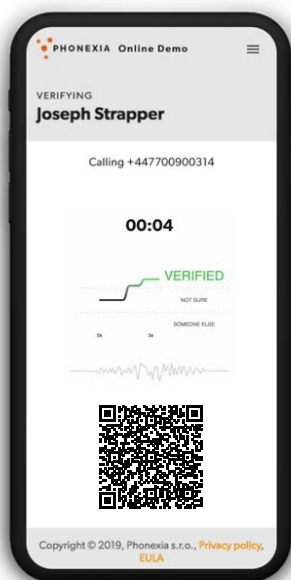 PHONEXIA Online Demo
VERIFYING
Joseph Strapper
Calling +447700900314
00:04
VERIFIED
NOT SURE
SOMEONE ELSE
0s
0s
Copyright © 2019, Phonexia s.r.o., Privacy policy,
EULA